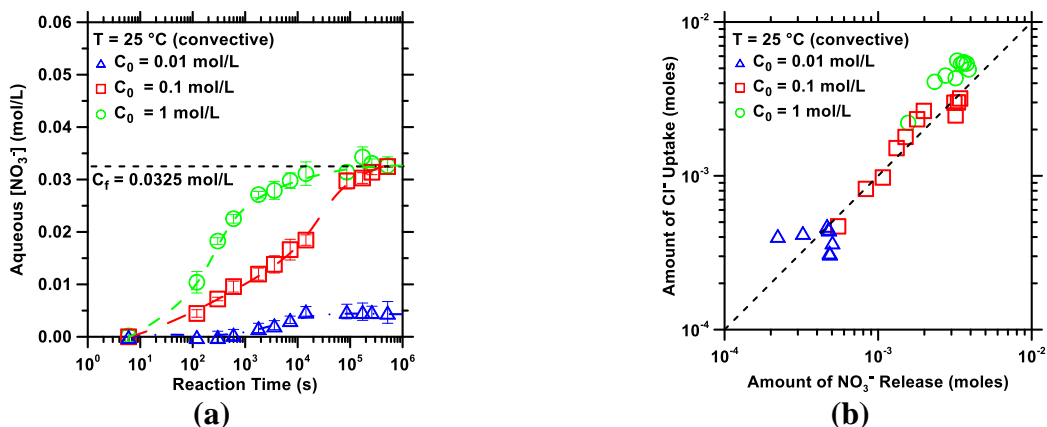 0.06
0.05
0.04
0.03
0.02
0.01
0.00
Aqueous [NO₃⁻] (mol/L)
T = 25 °C (convective)
C₀ = 0.01 mol/L
C₀ = 0.1 mol/L
C₀ = 1 mol/L
C_f = 0.0325 mol/L
10⁰ 10¹ 10² 10³ 10⁴ 10⁵ 10⁶
Reaction Time (s)
(a)
10⁻²
10⁻³
10⁻⁴
Amount of Cl⁻ Uptake (moles)
T = 25 °C (convective)
C₀ = 0.01 mol/L
C₀ = 0.1 mol/L
C₀ = 1 mol/L
10⁻⁴ 10⁻³ 10⁻²
Amount of NO₃⁻ Release (moles)
(b)